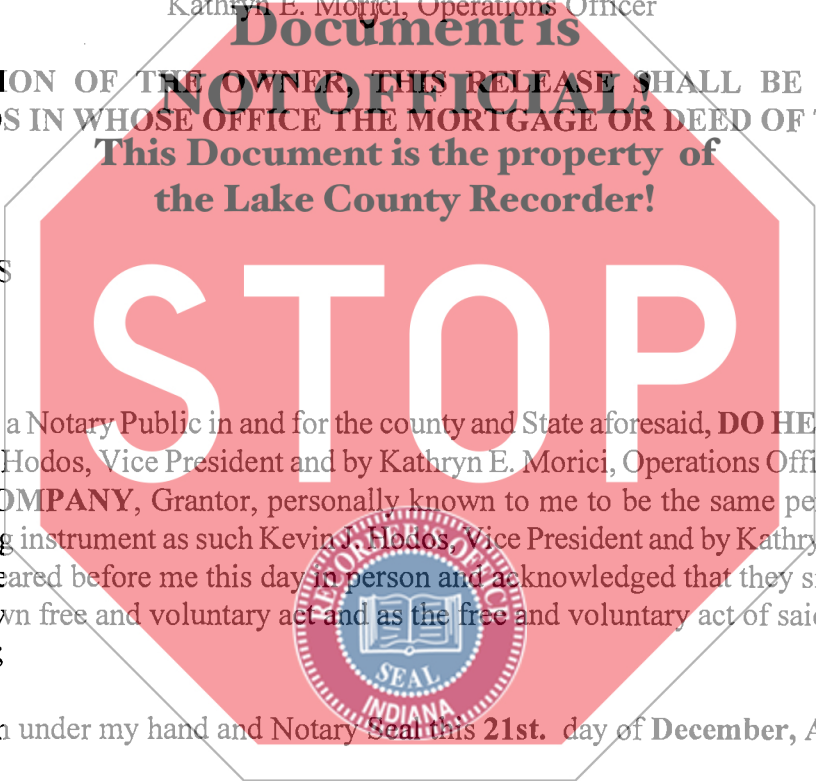 Kathryn E. Morici, Operations Officer
Document is
NOT OFFICIAL!
ION OF THE OWNER, THIS RELEASE SHALL BE
S IN WHOSE OFFICE THE MORTGAGE OR DEED OF
This Document is the property of
the Lake County Recorder!
S
STOP
a Notary Public in and for the county and State aforesaid, DO HE
Hodos, Vice President and by Kathryn E. Morici, Operations Offi
OMPANY, Grantor, personally known to me to be the same pe
g instrument as such Kevin J. Hodos, Vice President and by Kathry
eared before me this day in person and acknowledged that they si
wn free and voluntary act and as the free and voluntary act of said
;
RECORDER'S OFFICE
SEAL
INDIANA
n under my hand and Notary Seal this 21st. day of December, A